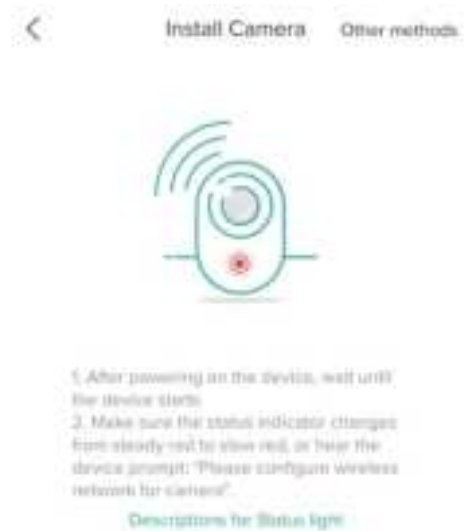 Install Camera Other methods
1. After powering on the device, wait until
the device starts.
2. Make sure the status indicator changes
from steady red to slow red, or hear the
device prompt: "Please configure wireless
network for camera".
Descriptions for Status light